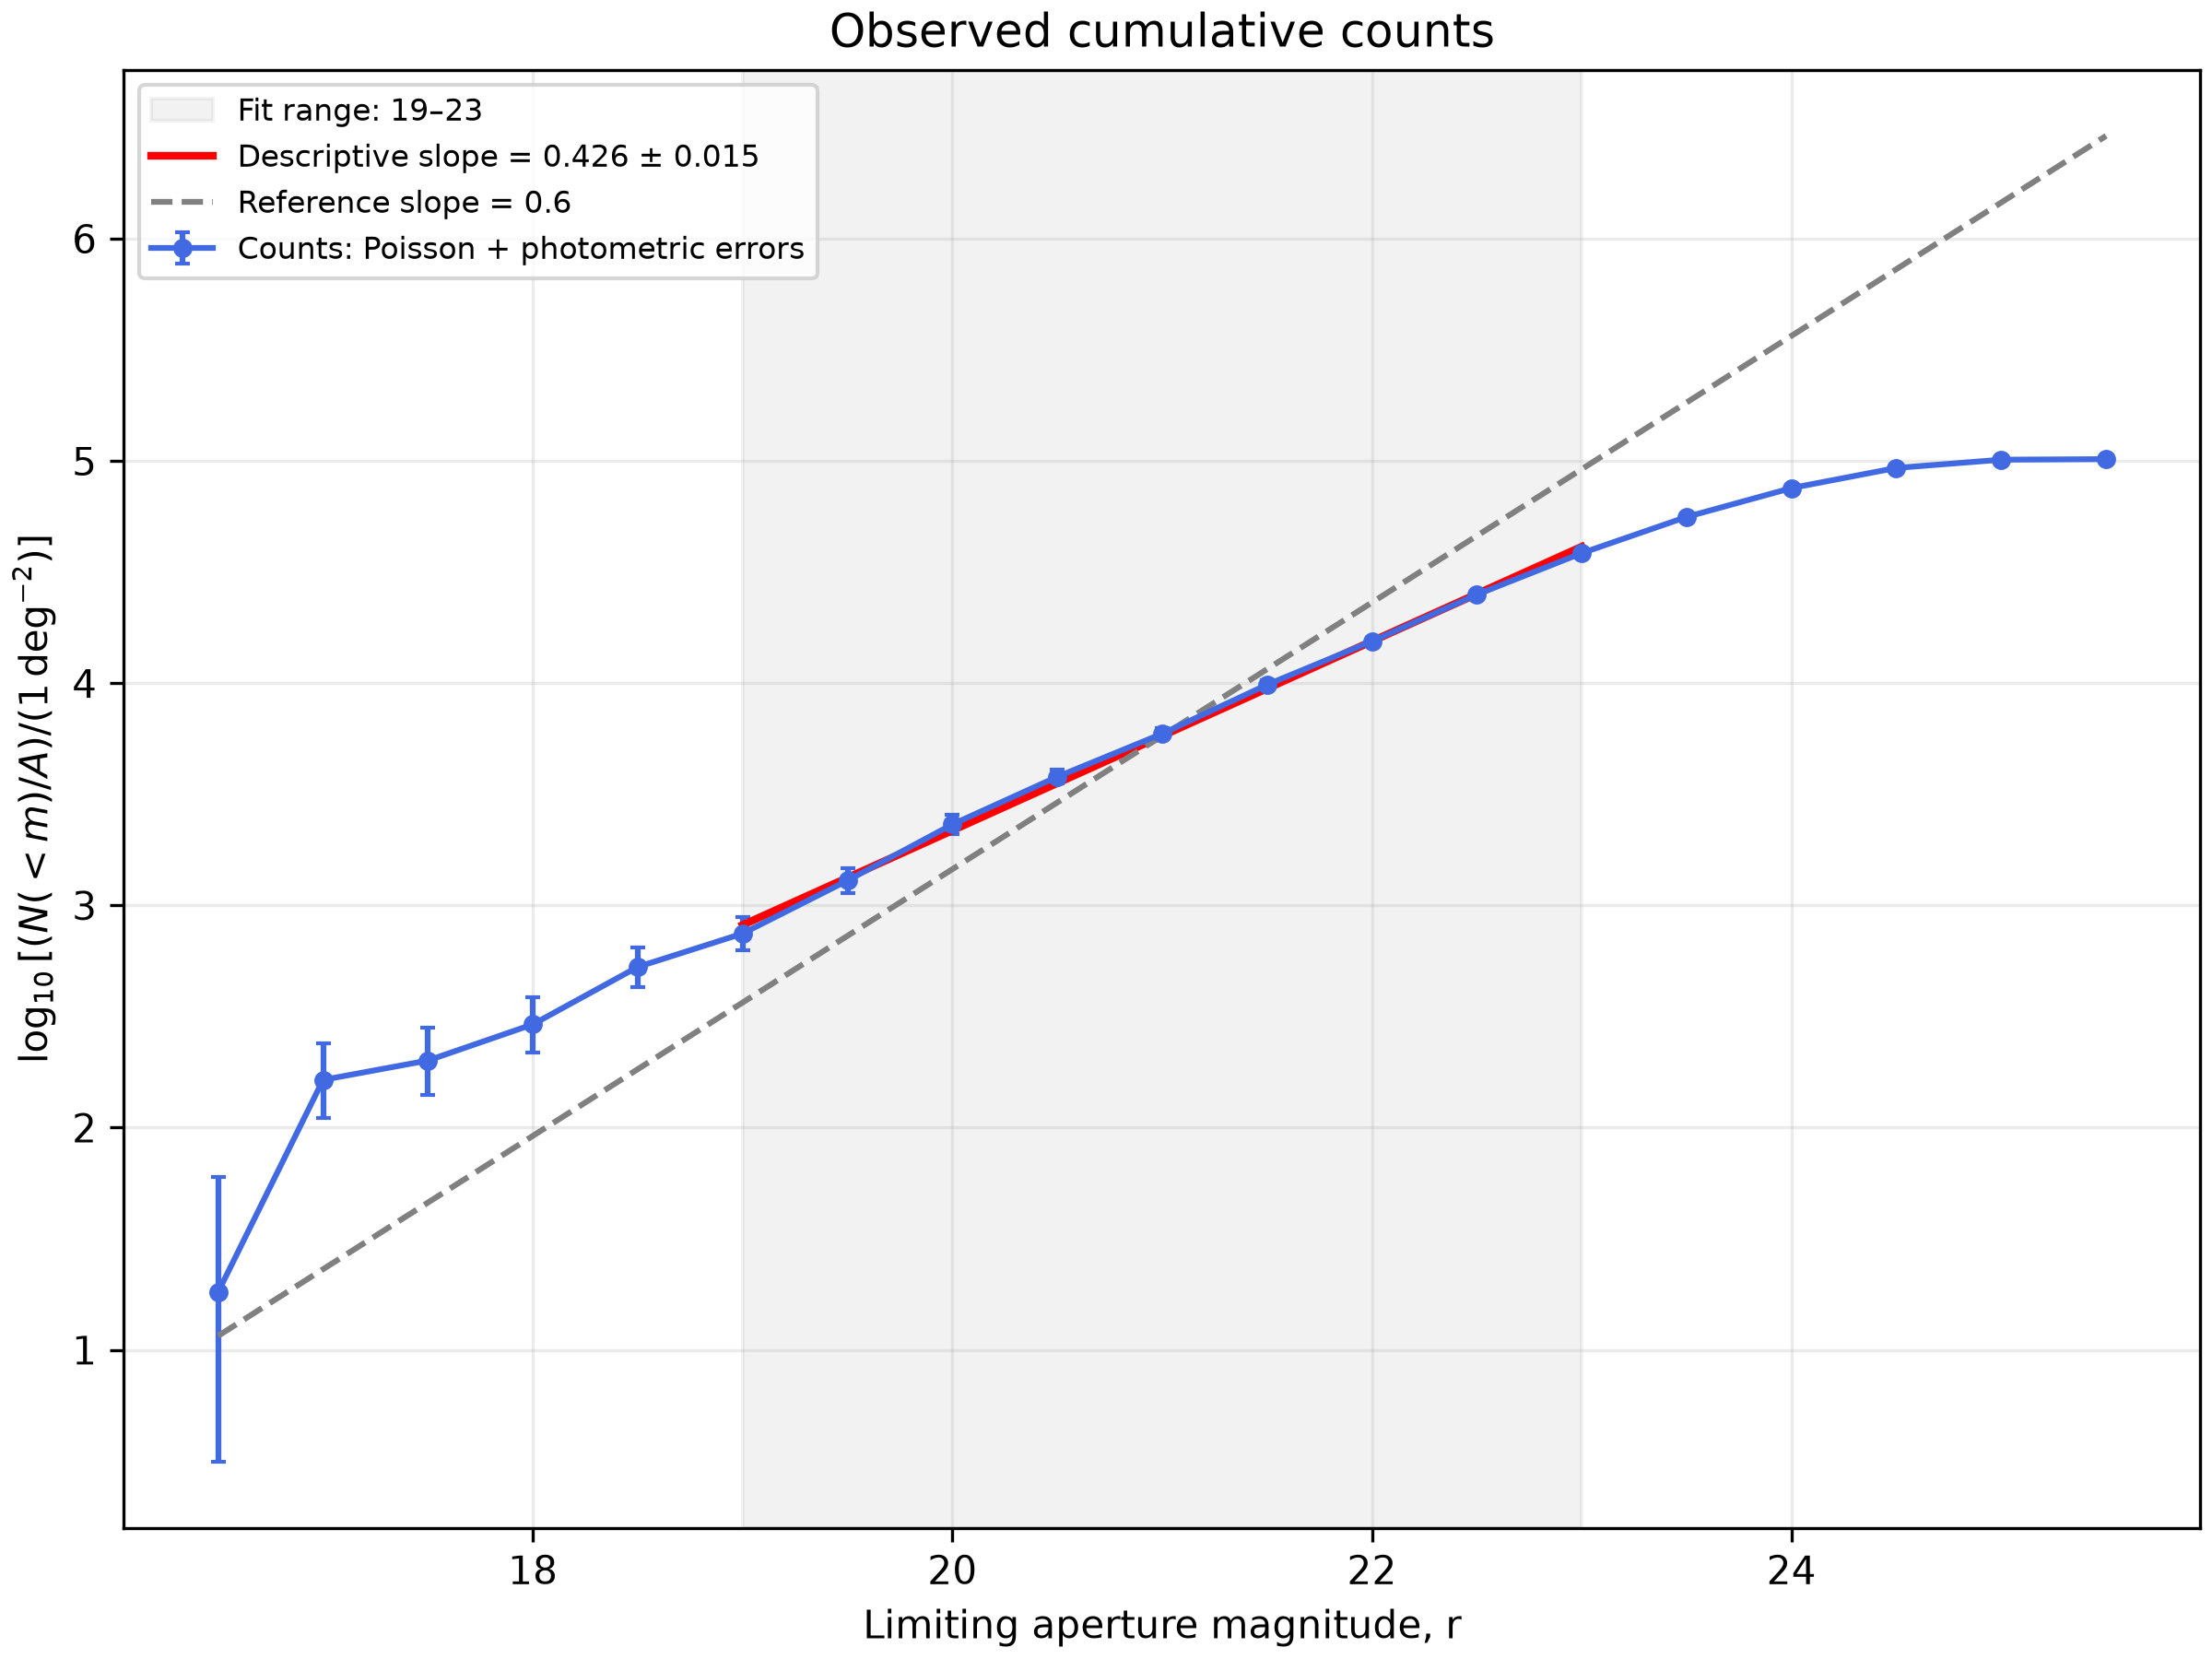 Observed cumulative counts
Fit range: 19–23
Descriptive slope = 0.426 ± 0.015
Reference slope = 0.6
Counts: Poisson + photometric errors
log₁₀[(N(<m)/A)/(1 deg⁻²)]
6
5
4
3
2
1
18 20 22 24
Limiting aperture magnitude, r